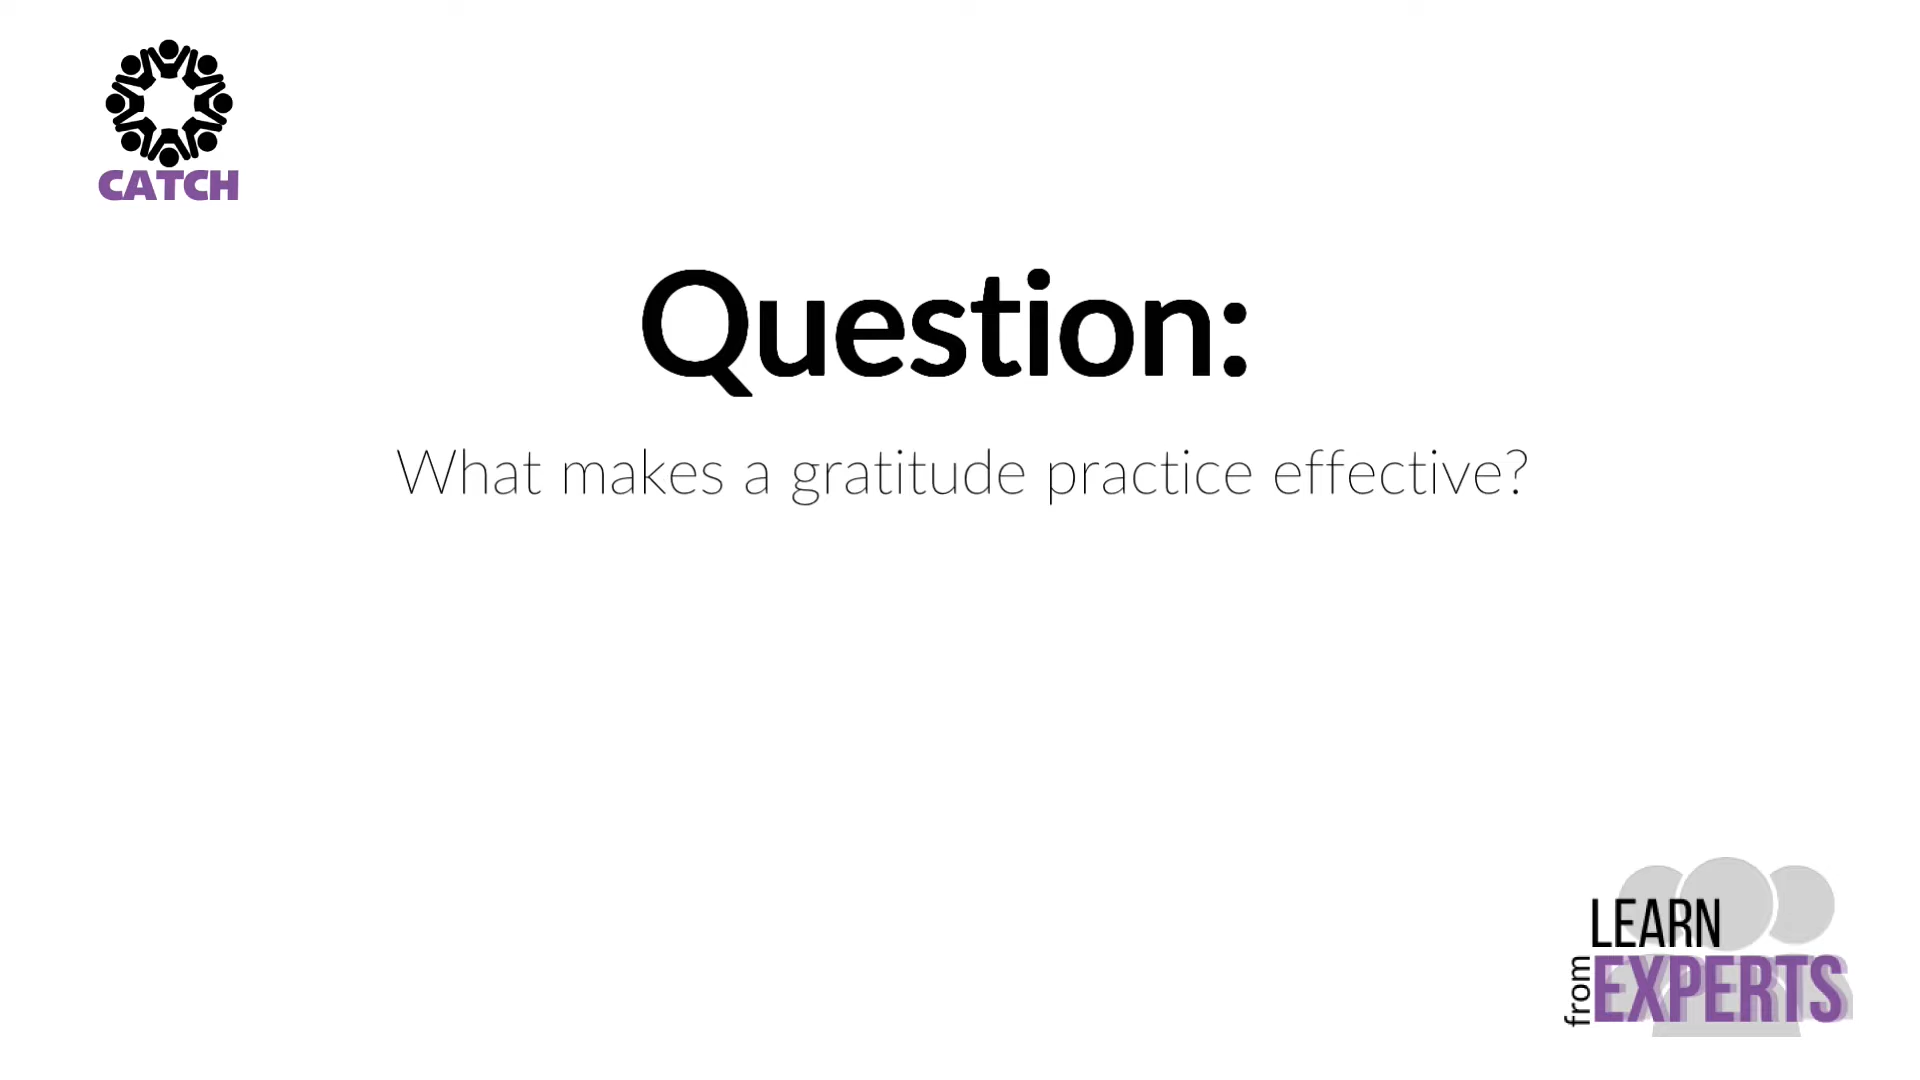 CATCH
Question:
What makes a gratitude practice effective?
LEARN
from EXPERTS